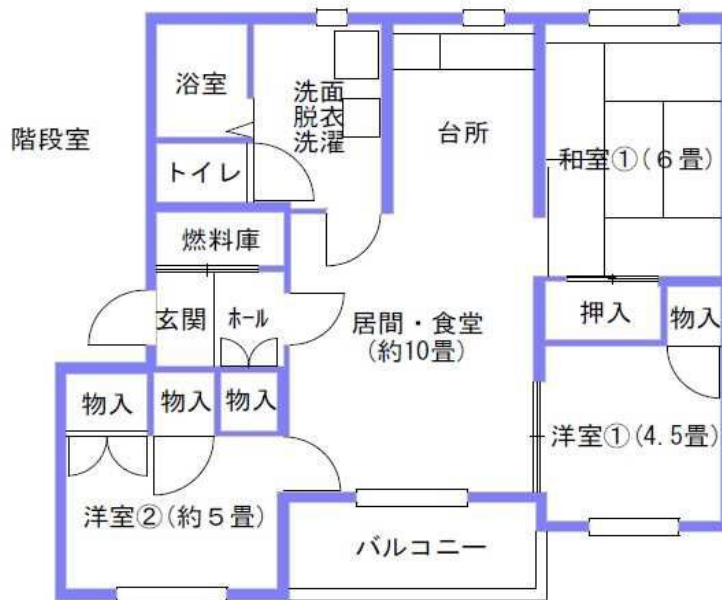 浴室
洗面
脱衣
洗濯
台所
階段室
トイレ
和室①(6畳)
燃料庫
玄関
ホール
居間・食堂
(約10畳)
押入
物入
物入
物入
物入
洋室①(4.5畳)
洋室②(約5畳)
バルコニー